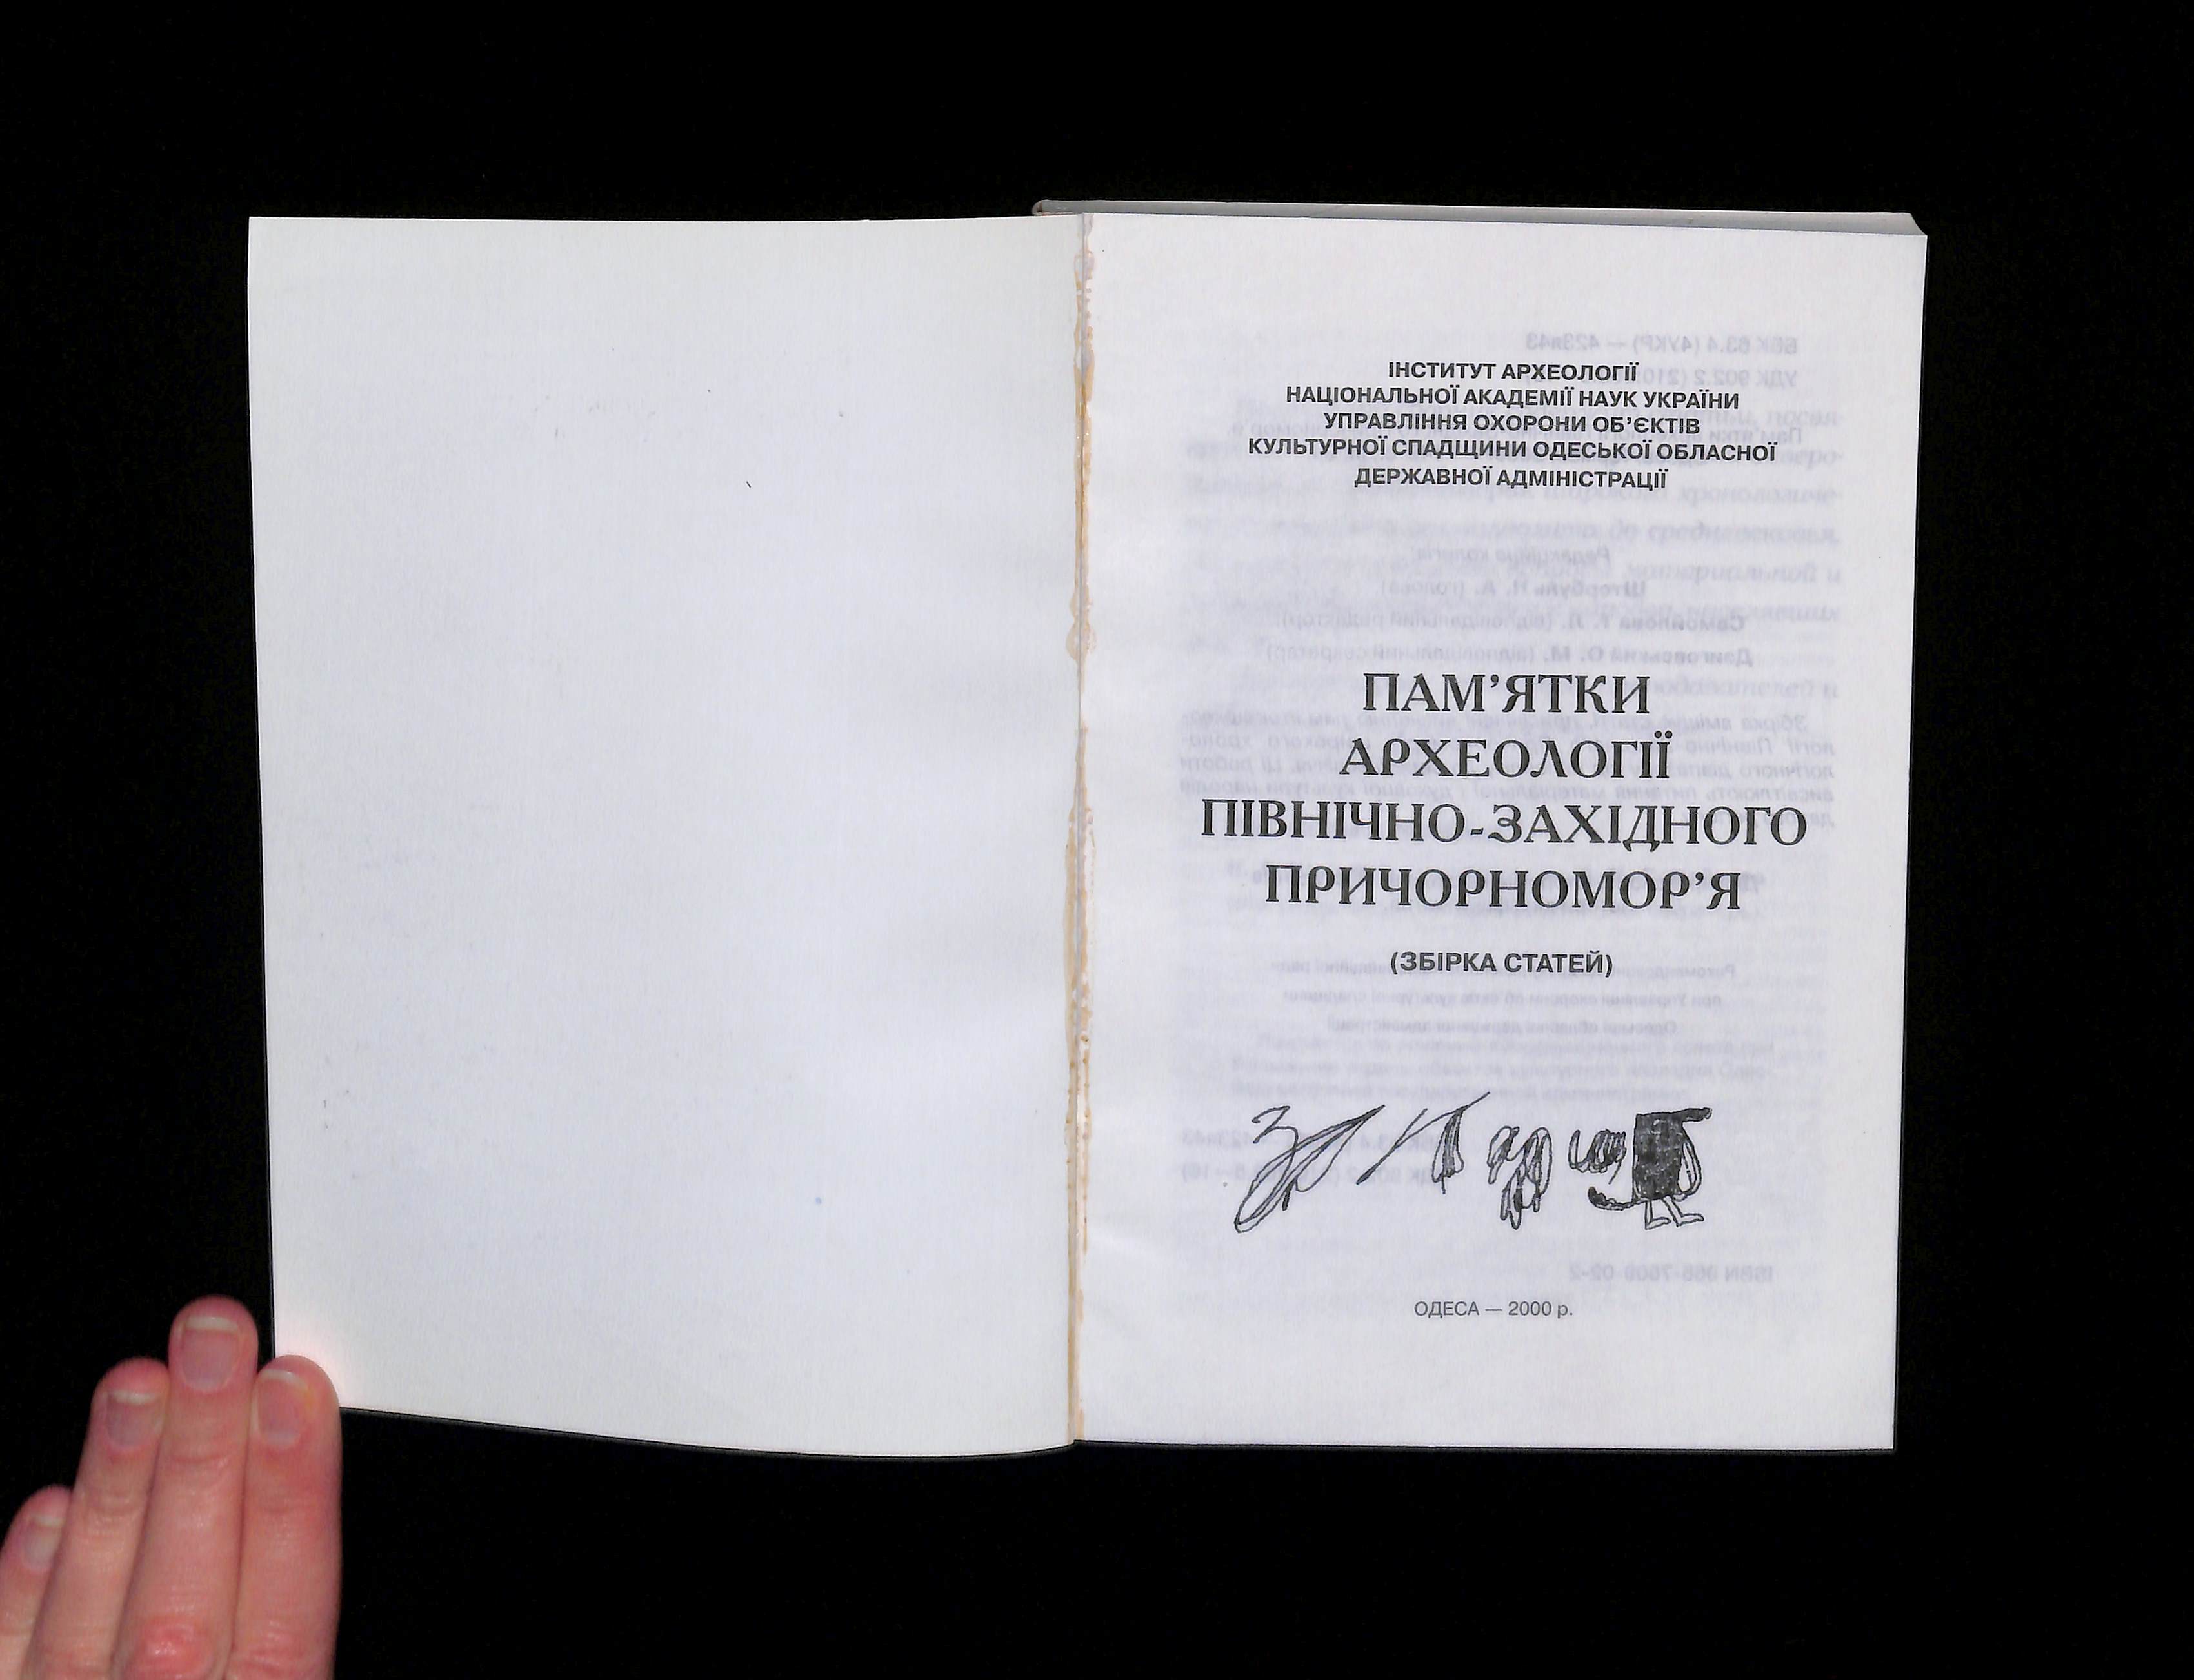 ІНСТИТУТ АРХЕОЛОГІЇ
НАЦІОНАЛЬНОЇ АКАДЕМІЇ НАУК УКРАЇНИ
УПРАВЛІННЯ ОХОРОНИ ОБ’ЄКТІВ
КУЛЬТУРНОЇ СПАДЩИНИ ОДЕСЬКОЇ ОБЛАСНОЇ
ДЕРЖАВНОЇ АДМІНІСТРАЦІЇ
ПАМ’ЯТКИ
АРХЕОЛОГІЇ
ПІВНІЧНО-ЗАХІДНОГО
ПРИЧОРНОМОР’Я
(ЗБІРКА СТАТЕЙ)
ОДЕСА — 2000 р.